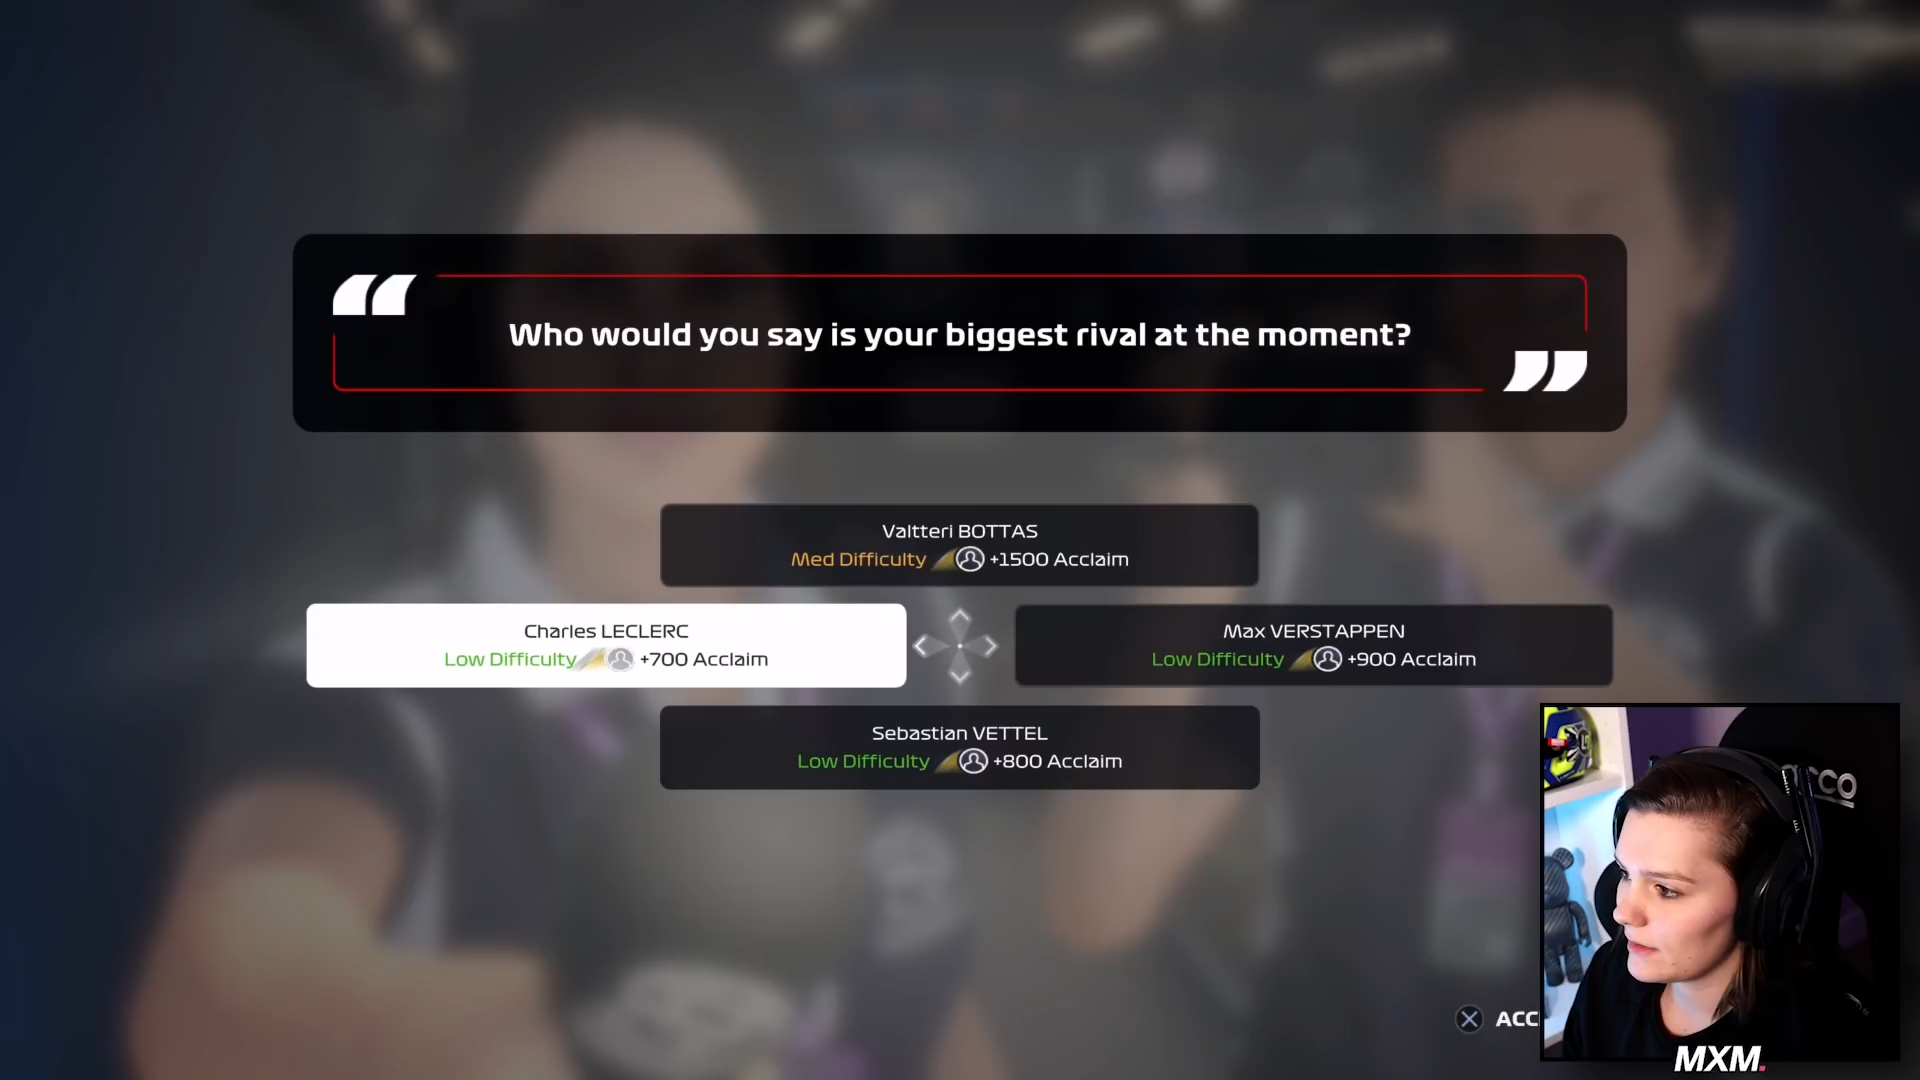 Who would you say is your biggest rival at the moment?
Valtteri BOTTAS
Med Difficulty +1500 Acclaim
Charles LECLERC
Low Difficulty +700 Acclaim
Max VERSTAPPEN
Low Difficulty +900 Acclaim
Sebastian VETTEL
Low Difficulty +800 Acclaim
ACC
MXM.